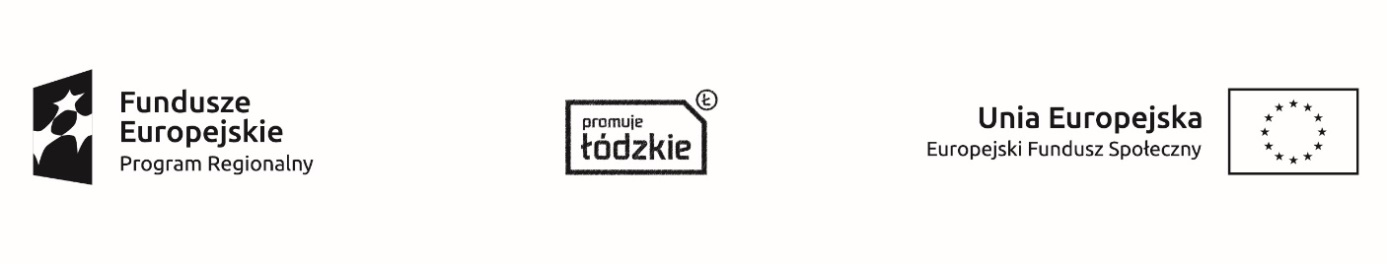 Fundusze
Europejskie
Program Regionalny
promuje
łódzkie
Ł
Unia Europejska
Europejski Fundusz Społeczny